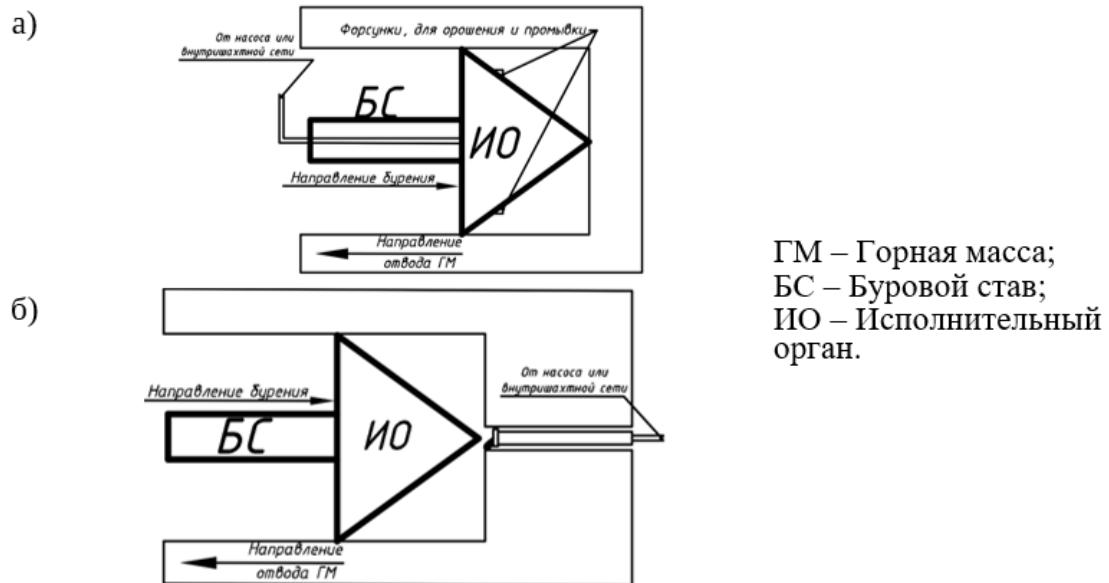 а)
Форсунки, для орошения и промывки
От насоса или
внутришахтной сети
БС
ИО
Направление бурения
Направление
отвода ГМ
ГМ – Горная масса;
БС – Буровой став;
ИО – Исполнительный
орган.
б)
От насоса или
внутришахтной сети
Направление бурения
БС
ИО
Направление
отвода ГМ